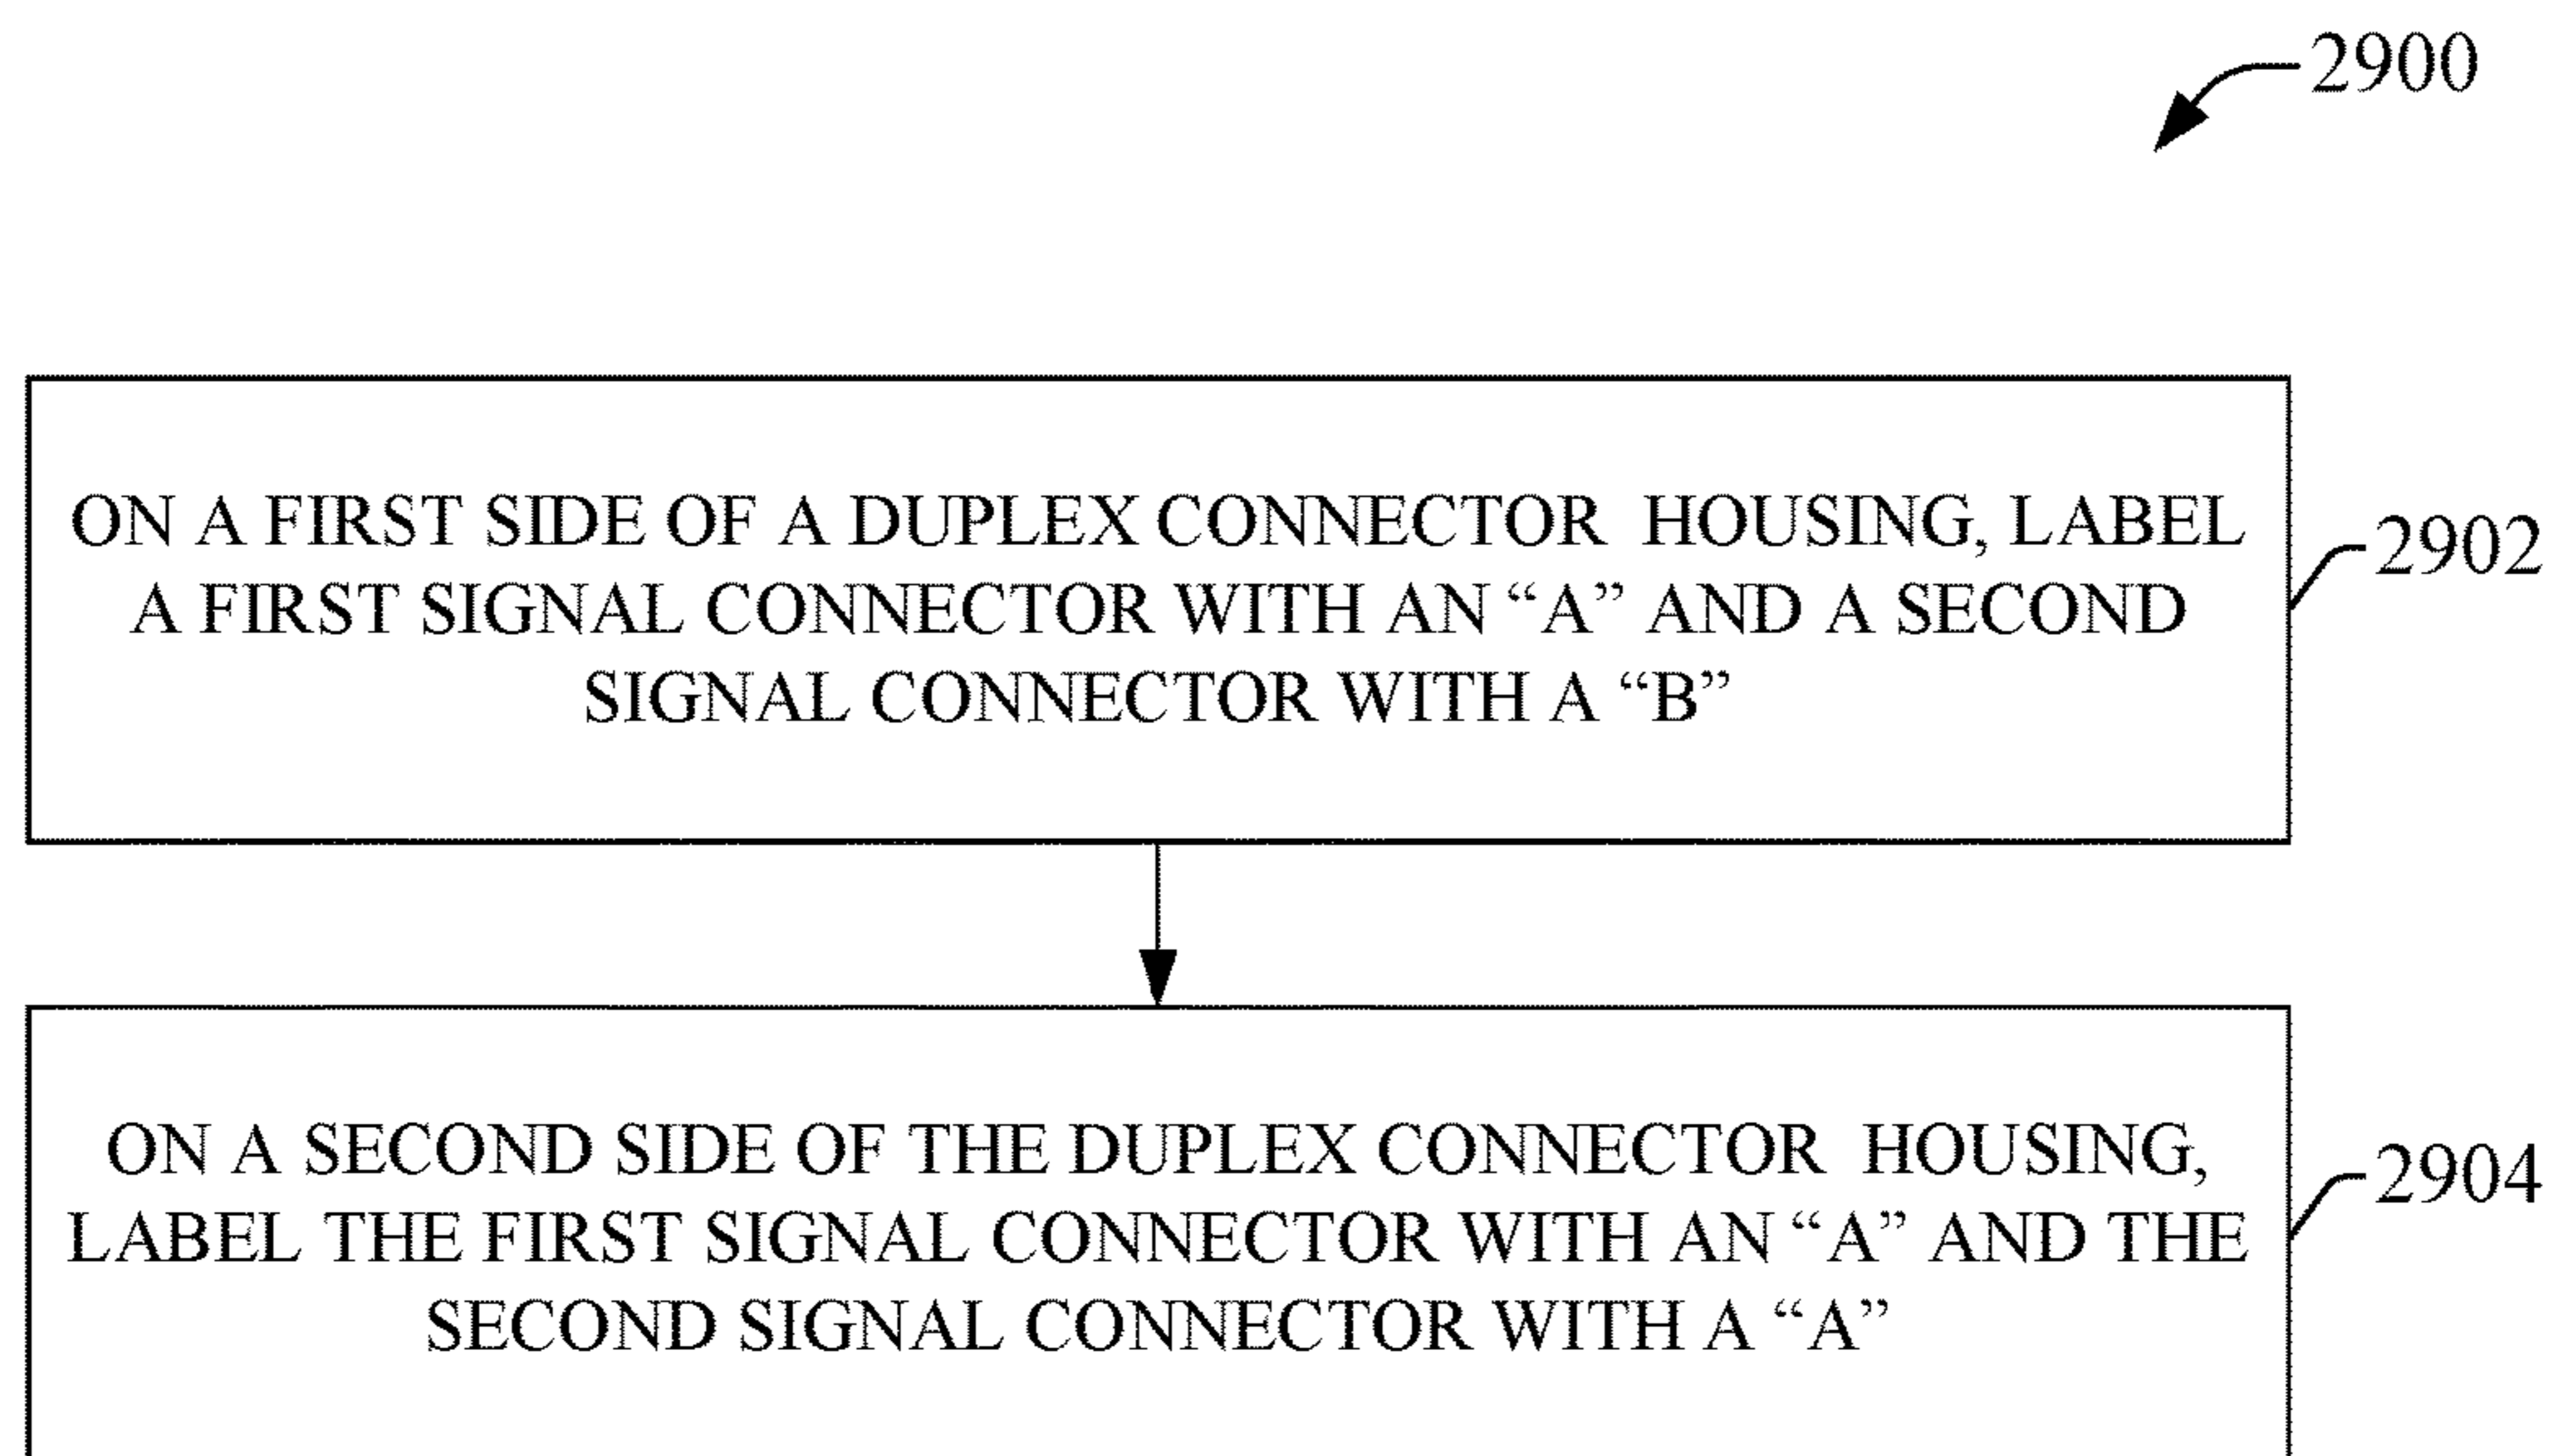 2900
ON A FIRST SIDE OF A DUPLEX CONNECTOR HOUSING, LABEL
A FIRST SIGNAL CONNECTOR WITH AN “A” AND A SECOND
SIGNAL CONNECTOR WITH A “B”
2902
ON A SECOND SIDE OF THE DUPLEX CONNECTOR HOUSING,
LABEL THE FIRST SIGNAL CONNECTOR WITH AN “A” AND THE
SECOND SIGNAL CONNECTOR WITH A “A”
2904